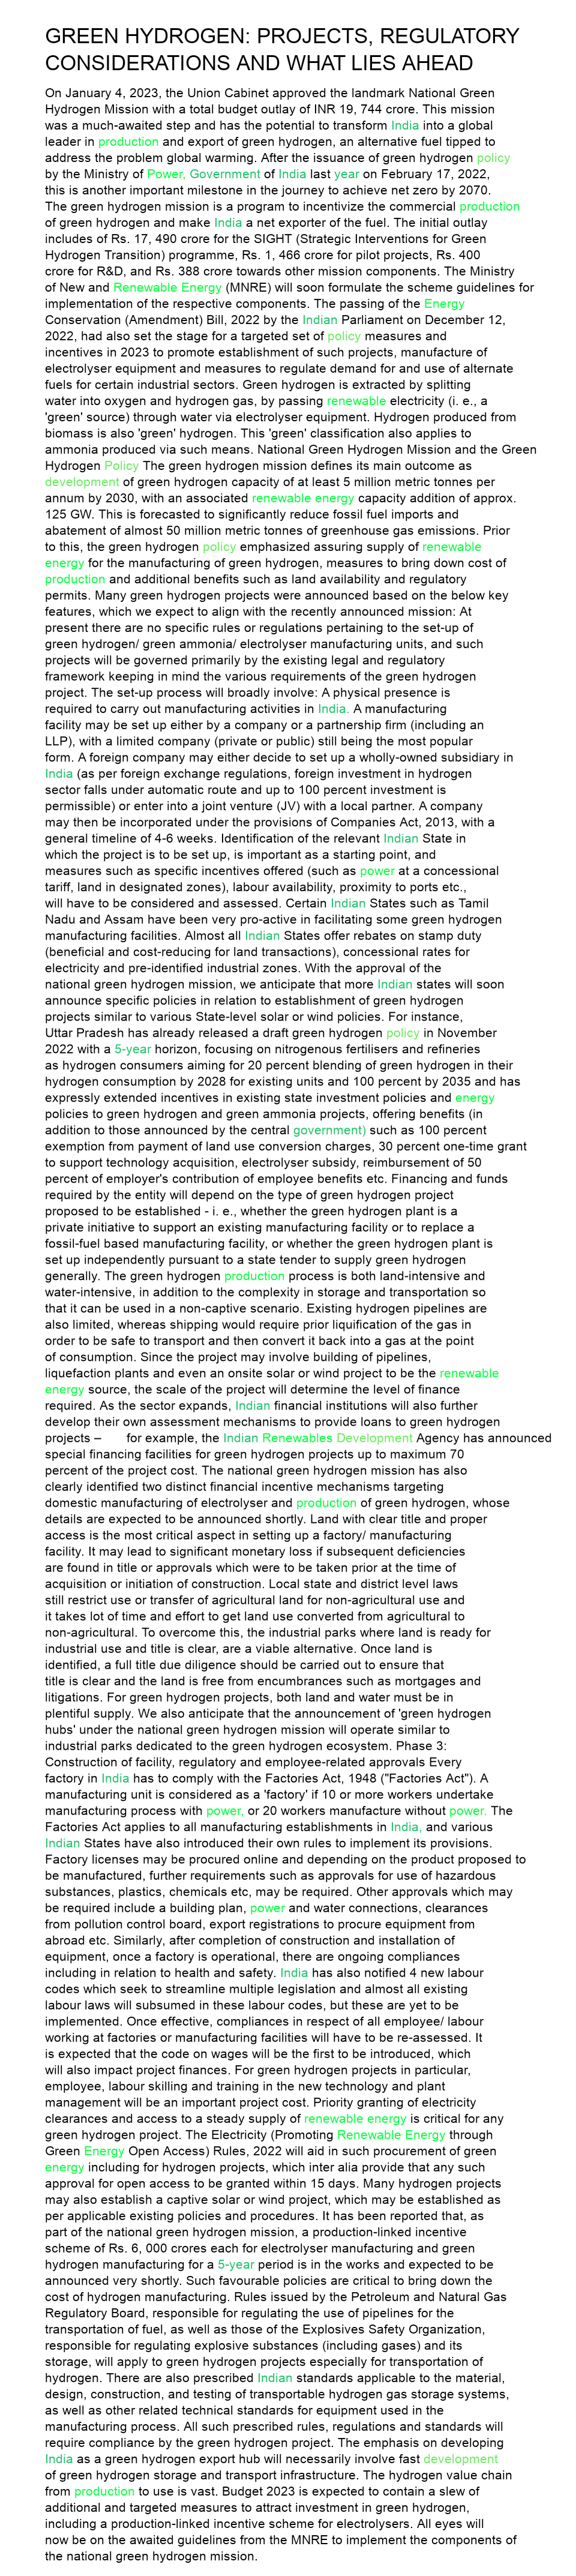 GREEN HYDROGEN: PROJECTS, REGULATORY
CONSIDERATIONS AND WHAT LIES AHEAD
On January 4, 2023, the Union Cabinet approved the landmark National Green
Hydrogen Mission with a total budget outlay of INR 19, 744 crore. This mission
was a much-awaited step and has the potential to transform India into a global
leader in production and export of green hydrogen, an alternative fuel tipped to
address the problem global warming. After the issuance of green hydrogen policy
by the Ministry of Power, Government of India last year on February 17, 2022,
this is another important milestone in the journey to achieve net zero by 2070.
The green hydrogen mission is a program to incentivize the commercial production
of green hydrogen and make India a net exporter of the fuel. The initial outlay
includes of Rs. 17, 490 crore for the SIGHT (Strategic Interventions for Green
Hydrogen Transition) programme, Rs. 1, 466 crore for pilot projects, Rs. 400
crore for R&D, and Rs. 388 crore towards other mission components. The Ministry
of New and Renewable Energy (MNRE) will soon formulate the scheme guidelines for
implementation of the respective components. The passing of the Energy
Conservation (Amendment) Bill, 2022 by the Indian Parliament on December 12,
2022, had also set the stage for a targeted set of policy measures and
incentives in 2023 to promote establishment of such projects, manufacture of
electrolyser equipment and measures to regulate demand for and use of alternate
fuels for certain industrial sectors. Green hydrogen is extracted by splitting
water into oxygen and hydrogen gas, by passing renewable electricity (i. e., a
'green' source) through water via electrolyser equipment. Hydrogen produced from
biomass is also 'green' hydrogen. This 'green' classification also applies to
ammonia produced via such means. National Green Hydrogen Mission and the Green
Hydrogen Policy The green hydrogen mission defines its main outcome as
development of green hydrogen capacity of at least 5 million metric tonnes per
annum by 2030, with an associated renewable energy capacity addition of approx.
125 GW. This is forecasted to significantly reduce fossil fuel imports and
abatement of almost 50 million metric tonnes of greenhouse gas emissions. Prior
to this, the green hydrogen policy emphasized assuring supply of renewable
energy for the manufacturing of green hydrogen, measures to bring down cost of
production and additional benefits such as land availability and regulatory
permits. Many green hydrogen projects were announced based on the below key
features, which we expect to align with the recently announced mission: At
present there are no specific rules or regulations pertaining to the set-up of
green hydrogen/ green ammonia/ electrolyser manufacturing units, and such
projects will be governed primarily by the existing legal and regulatory
framework keeping in mind the various requirements of the green hydrogen
project. The set-up process will broadly involve: A physical presence is
required to carry out manufacturing activities in India. A manufacturing
facility may be set up either by a company or a partnership firm (including an
LLP), with a limited company (private or public) still being the most popular
form. A foreign company may either decide to set up a wholly-owned subsidiary in
India (as per foreign exchange regulations, foreign investment in hydrogen
sector falls under automatic route and up to 100 percent investment is
permissible) or enter into a joint venture (JV) with a local partner. A company
may then be incorporated under the provisions of Companies Act, 2013, with a
general timeline of 4-6 weeks. Identification of the relevant Indian State in
which the project is to be set up, is important as a starting point, and
measures such as specific incentives offered (such as power at a concessional
tariff, land in designated zones), labour availability, proximity to ports etc.,
will have to be considered and assessed. Certain Indian States such as Tamil
Nadu and Assam have been very pro-active in facilitating some green hydrogen
manufacturing facilities. Almost all Indian States offer rebates on stamp duty
(beneficial and cost-reducing for land transactions), concessional rates for
electricity and pre-identified industrial zones. With the approval of the
national green hydrogen mission, we anticipate that more Indian states will soon
announce specific policies in relation to establishment of green hydrogen
projects similar to various State-level solar or wind policies. For instance,
Uttar Pradesh has already released a draft green hydrogen policy in November
2022 with a 5-year horizon, focusing on nitrogenous fertilisers and refineries
as hydrogen consumers aiming for 20 percent blending of green hydrogen in their
hydrogen consumption by 2028 for existing units and 100 percent by 2035 and has
expressly extended incentives in existing state investment policies and energy
policies to green hydrogen and green ammonia projects, offering benefits (in
addition to those announced by the central government) such as 100 percent
exemption from payment of land use conversion charges, 30 percent one-time grant
to support technology acquisition, electrolyser subsidy, reimbursement of 50
percent of employer's contribution of employee benefits etc. Financing and funds
required by the entity will depend on the type of green hydrogen project
proposed to be established - i. e., whether the green hydrogen plant is a
private initiative to support an existing manufacturing facility or to replace a
fossil-fuel based manufacturing facility, or whether the green hydrogen plant is
set up independently pursuant to a state tender to supply green hydrogen
generally. The green hydrogen production process is both land-intensive and
water-intensive, in addition to the complexity in storage and transportation so
that it can be used in a non-captive scenario. Existing hydrogen pipelines are
also limited, whereas shipping would require prior liquification of the gas in
order to be safe to transport and then convert it back into a gas at the point
of consumption. Since the project may involve building of pipelines,
liquefaction plants and even an onsite solar or wind project to be the renewable
energy source, the scale of the project will determine the level of finance
required. As the sector expands, Indian financial institutions will also further
develop their own assessment mechanisms to provide loans to green hydrogen
projects – for example, the Indian Renewables Development Agency has announced
special financing facilities for green hydrogen projects up to maximum 70
percent of the project cost. The national green hydrogen mission has also
clearly identified two distinct financial incentive mechanisms targeting
domestic manufacturing of electrolyser and production of green hydrogen, whose
details are expected to be announced shortly. Land with clear title and proper
access is the most critical aspect in setting up a factory/ manufacturing
facility. It may lead to significant monetary loss if subsequent deficiencies
are found in title or approvals which were to be taken prior at the time of
acquisition or initiation of construction. Local state and district level laws
still restrict use or transfer of agricultural land for non-agricultural use and
it takes lot of time and effort to get land use converted from agricultural to
non-agricultural. To overcome this, the industrial parks where land is ready for
industrial use and title is clear, are a viable alternative. Once land is
identified, a full title due diligence should be carried out to ensure that
title is clear and the land is free from encumbrances such as mortgages and
litigations. For green hydrogen projects, both land and water must be in
plentiful supply. We also anticipate that the announcement of 'green hydrogen
hubs' under the national green hydrogen mission will operate similar to
industrial parks dedicated to the green hydrogen ecosystem. Phase 3:
Construction of facility, regulatory and employee-related approvals Every
factory in India has to comply with the Factories Act, 1948 ("Factories Act"). A
manufacturing unit is considered as a 'factory' if 10 or more workers undertake
manufacturing process with power, or 20 workers manufacture without power. The
Factories Act applies to all manufacturing establishments in India, and various
Indian States have also introduced their own rules to implement its provisions.
Factory licenses may be procured online and depending on the product proposed to
be manufactured, further requirements such as approvals for use of hazardous
substances, plastics, chemicals etc, may be required. Other approvals which may
be required include a building plan, power and water connections, clearances
from pollution control board, export registrations to procure equipment from
abroad etc. Similarly, after completion of construction and installation of
equipment, once a factory is operational, there are ongoing compliances
including in relation to health and safety. India has also notified 4 new labour
codes which seek to streamline multiple legislation and almost all existing
labour laws will subsumed in these labour codes, but these are yet to be
implemented. Once effective, compliances in respect of all employee/ labour
working at factories or manufacturing facilities will have to be re-assessed. It
is expected that the code on wages will be the first to be introduced, which
will also impact project finances. For green hydrogen projects in particular,
employee, labour skilling and training in the new technology and plant
management will be an important project cost. Priority granting of electricity
clearances and access to a steady supply of renewable energy is critical for any
green hydrogen project. The Electricity (Promoting Renewable Energy through
Green Energy Open Access) Rules, 2022 will aid in such procurement of green
energy including for hydrogen projects, which inter alia provide that any such
approval for open access to be granted within 15 days. Many hydrogen projects
may also establish a captive solar or wind project, which may be established as
per applicable existing policies and procedures. It has been reported that, as
part of the national green hydrogen mission, a production-linked incentive
scheme of Rs. 6, 000 crores each for electrolyser manufacturing and green
hydrogen manufacturing for a 5-year period is in the works and expected to be
announced very shortly. Such favourable policies are critical to bring down the
cost of hydrogen manufacturing. Rules issued by the Petroleum and Natural Gas
Regulatory Board, responsible for regulating the use of pipelines for the
transportation of fuel, as well as those of the Explosives Safety Organization,
responsible for regulating explosive substances (including gases) and its
storage, will apply to green hydrogen projects especially for transportation of
hydrogen. There are also prescribed Indian standards applicable to the material,
design, construction, and testing of transportable hydrogen gas storage systems,
as well as other related technical standards for equipment used in the
manufacturing process. All such prescribed rules, regulations and standards will
require compliance by the green hydrogen project. The emphasis on developing
India as a green hydrogen export hub will necessarily involve fast development
of green hydrogen storage and transport infrastructure. The hydrogen value chain
from production to use is vast. Budget 2023 is expected to contain a slew of
additional and targeted measures to attract investment in green hydrogen,
including a production-linked incentive scheme for electrolysers. All eyes will
now be on the awaited guidelines from the MNRE to implement the components of
the national green hydrogen mission.